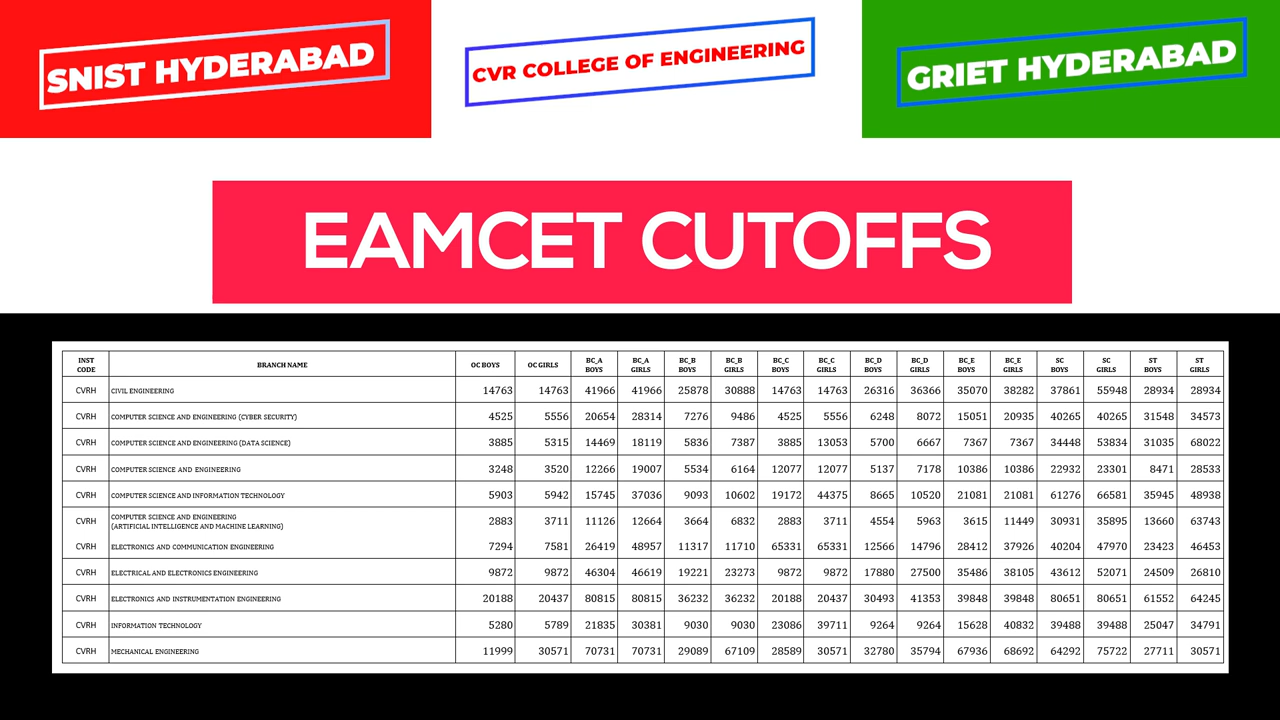 SNIST HYDERABAD
CVR COLLEGE OF ENGINEERING
GRIET HYDERABAD
EAMCET CUTOFFS
INST CODE BRANCH NAME OC BOYS OC GIRLS BC_A BOYS BC_A GIRLS BC_B BOYS BC_B GIRLS BC_C BOYS BC_C GIRLS BC_D BOYS BC_D GIRLS BC_E BOYS BC_E GIRLS SC BOYS SC GIRLS ST BOYS ST GIRLS
CVRH CIVIL ENGINEERING 14763 14763 41966 41966 25878 30888 14763 14763 26316 36366 35070 38282 37861 55948 28934 28934
CVRH COMPUTER SCIENCE AND ENGINEERING (CYBER SECURITY) 4525 5556 20654 28314 7276 9486 4525 5556 6248 8072 15051 20935 40265 40265 31548 34573
CVRH COMPUTER SCIENCE AND ENGINEERING (DATA SCIENCE) 3885 5315 14469 18119 5836 7387 3885 13053 5700 6667 7367 7367 34448 53834 31035 68022
CVRH COMPUTER SCIENCE AND ENGINEERING 3248 3520 12266 19007 5534 6164 12077 12077 5137 7178 10386 10386 22932 23301 8471 28533
CVRH COMPUTER SCIENCE AND INFORMATION TECHNOLOGY 5903 5942 15745 37036 9093 10602 19172 44375 8665 10520 21081 21081 61276 66581 35945 48938
CVRH COMPUTER SCIENCE AND ENGINEERING (ARTIFICIAL INTELLIGENCE AND MACHINE LEARNING) 2883 3711 11126 12664 3664 6832 2883 3711 4554 5963 3615 11449 30931 35895 13660 63743
CVRH ELECTRONICS AND COMMUNICATION ENGINEERING 7294 7581 26419 48957 11317 11710 65331 65331 12566 14796 28412 37926 40204 47970 23423 46453
CVRH ELECTRICAL AND ELECTRONICS ENGINEERING 9872 9872 46304 46619 19221 23273 9872 9872 17880 27500 35486 38105 43612 52071 24509 26810
CVRH ELECTRONICS AND INSTRUMENTATION ENGINEERING 20188 20437 80815 80815 36232 36232 20188 20437 30493 41353 39848 39848 80651 80651 61552 64245
CVRH INFORMATION TECHNOLOGY 5280 5789 21835 30381 9030 9030 23086 39711 9264 9264 15628 40832 39488 39488 25047 34791
CVRH MECHANICAL ENGINEERING 11999 30571 70731 70731 29089 67109 28589 30571 32780 35794 67936 68692 64292 75722 27711 30571